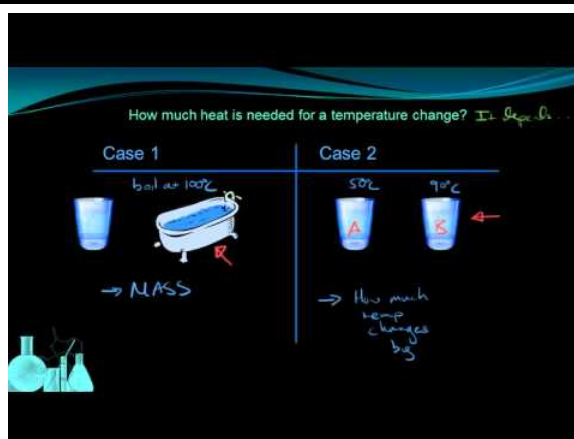 How much heat is needed for a temperature change? It depends...
Case 1
Case 2
boil at 100°C
50°C
90°C
A
B
→ MASS
→ How much
temp
changes
by